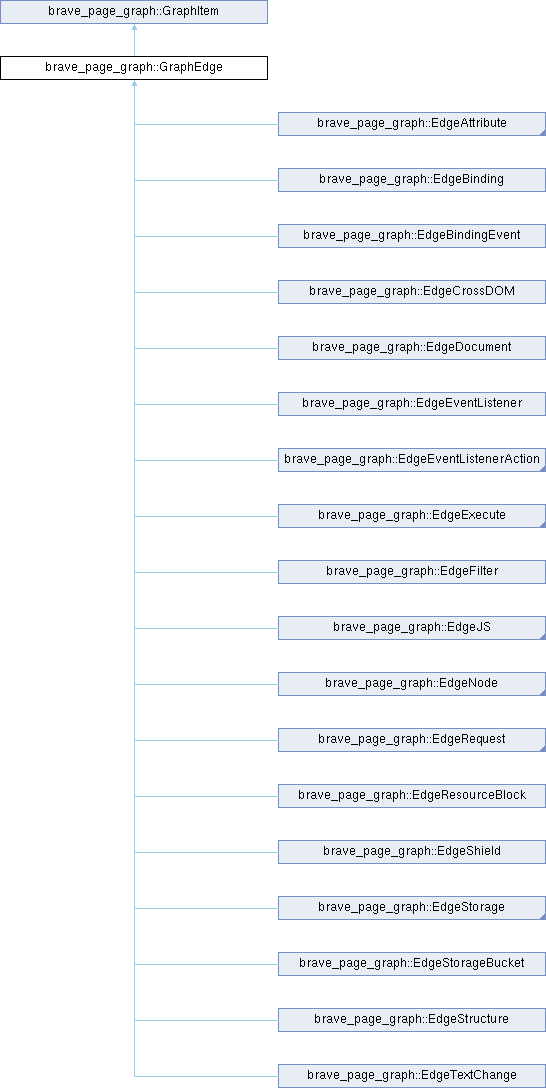 brave_page_graph::GraphItem
brave_page_graph::GraphEdge
brave_page_graph::EdgeAttribute
brave_page_graph::EdgeBinding
brave_page_graph::EdgeBindingEvent
brave_page_graph::EdgeCrossDOM
brave_page_graph::EdgeDocument
brave_page_graph::EdgeEventListener
brave_page_graph::EdgeEventListenerAction
brave_page_graph::EdgeExecute
brave_page_graph::EdgeFilter
brave_page_graph::EdgeJS
brave_page_graph::EdgeNode
brave_page_graph::EdgeRequest
brave_page_graph::EdgeResourceBlock
brave_page_graph::EdgeShield
brave_page_graph::EdgeStorage
brave_page_graph::EdgeStorageBucket
brave_page_graph::EdgeStructure
brave_page_graph::EdgeTextChange